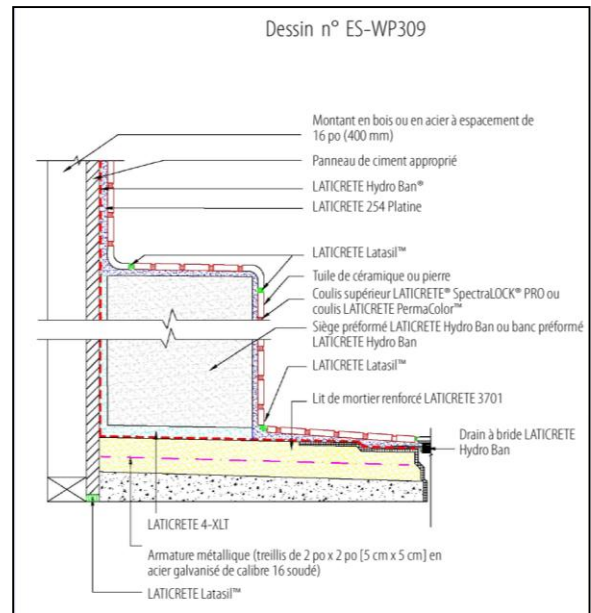 Dessin n° ES-WP309
Montant en bois ou en acier à espacement de
16 po (400 mm)
Panneau de ciment approprié
LATICRETE Hydro Ban®
LATICRETE 254 Platine
LATICRETE Latasil™
Tuile de céramique ou pierre
Coulis supérieur LATICRETE® SpectraLOCK® PRO ou
coulis LATICRETE PermaColor™
Siège préformé LATICRETE Hydro Ban ou banc préformé
LATICRETE Hydro Ban
LATICRETE Latasil™
Lit de mortier renforcé LATICRETE 3701
Drain à bride LATICRETE
Hydro Ban
LATICRETE 4-XLT
Armature métallique (treillis de 2 po x 2 po [5 cm x 5 cm] en
acier galvanisé de calibre 16 soudé)
LATICRETE Latasil™